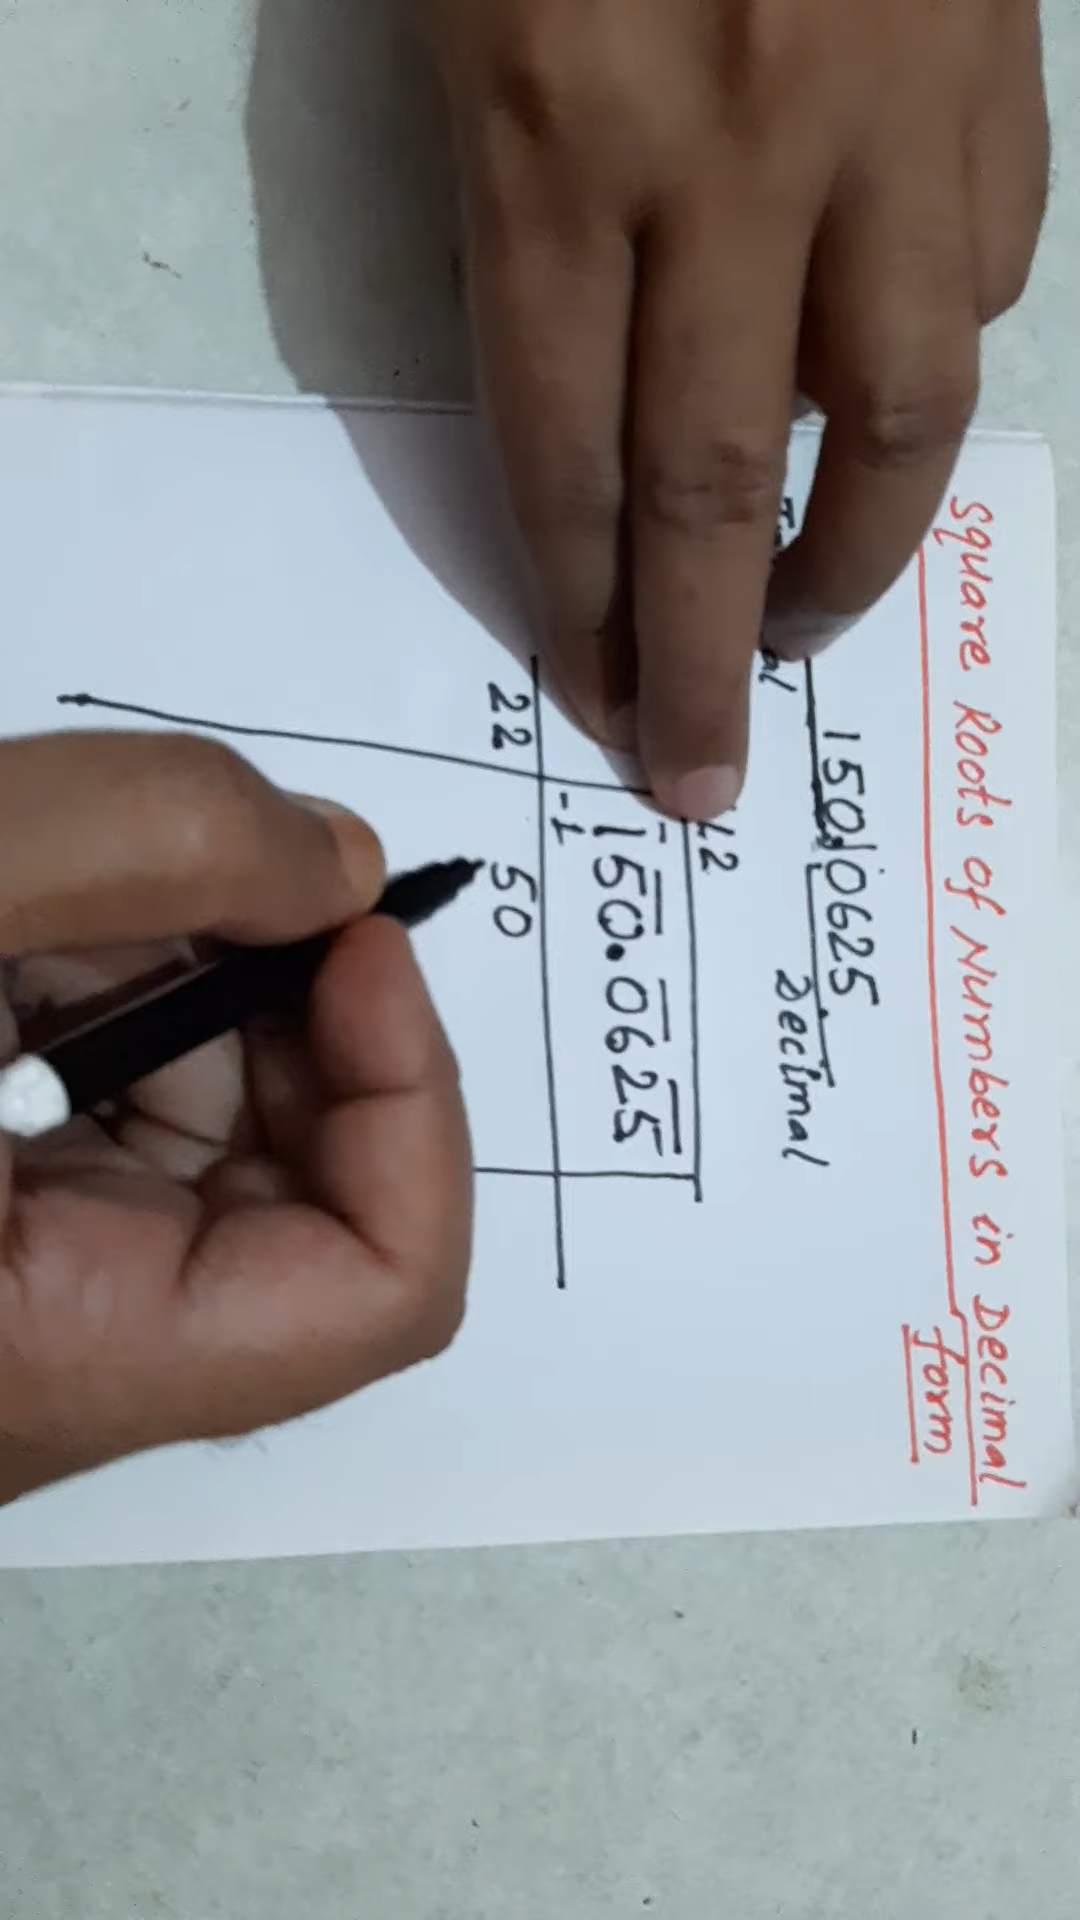 Square Roots of Numbers in Decimal
form
150.0625
Decimal
12
150.0625
-1
22 50